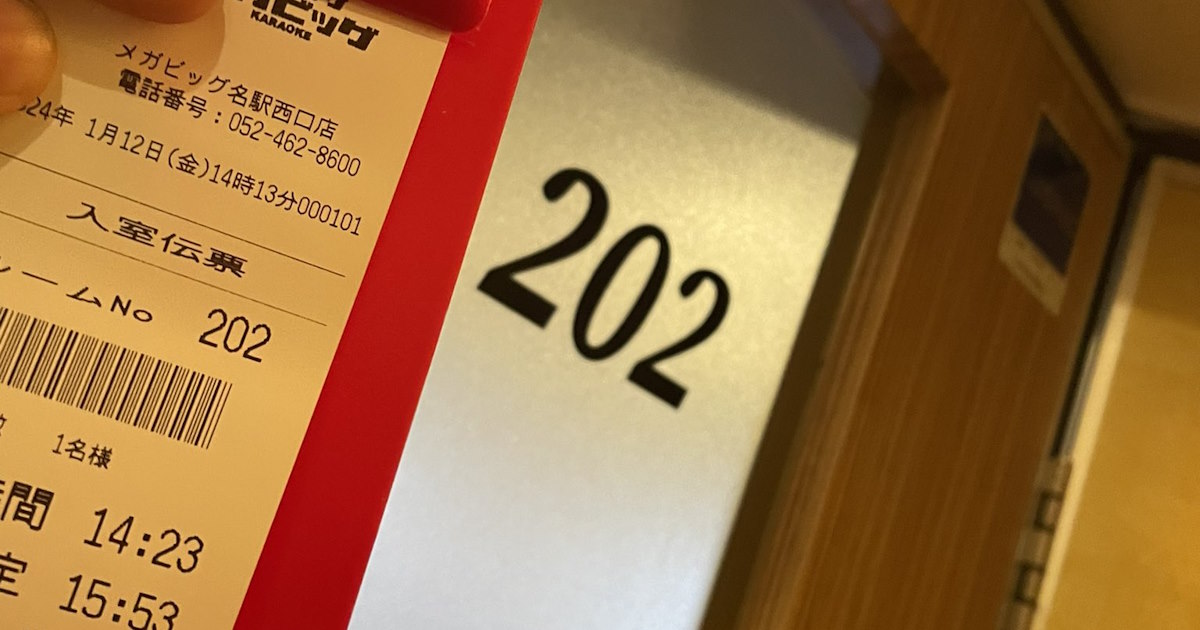 ビッグ
KARAOKE
メガビッグ名駅西口店
電話番号：052-462-8600
24年 1月12日(金)14時13分000101
入室伝票
ームNo 202
1名様
間 14:23
定 15:53
202